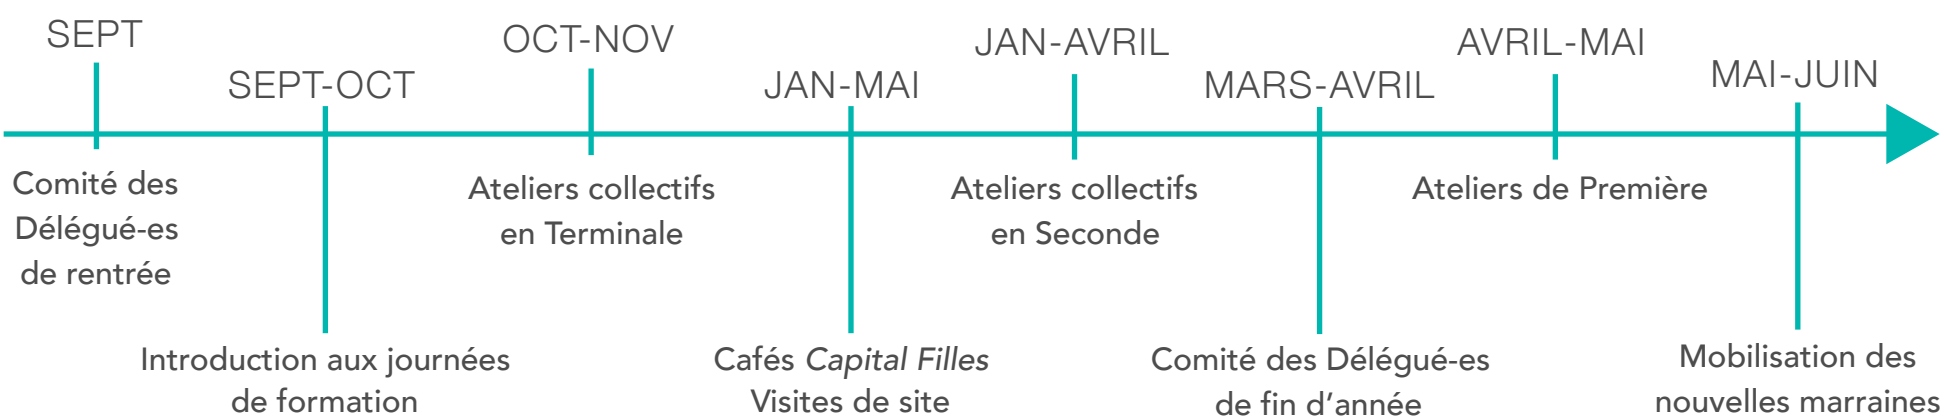 SEPT
Comité des
Délégué-es
de rentrée
SEPT-OCT
Introduction aux journées
de formation
OCT-NOV
Ateliers collectifs
en Terminale
JAN-MAI
Cafés Capital Filles
Visites de site
JAN-AVRIL
Ateliers collectifs
en Seconde
MARS-AVRIL
Comité des Délégué-es
de fin d’année
AVRIL-MAI
Ateliers de Première
MAI-JUIN
Mobilisation des
nouvelles marraines